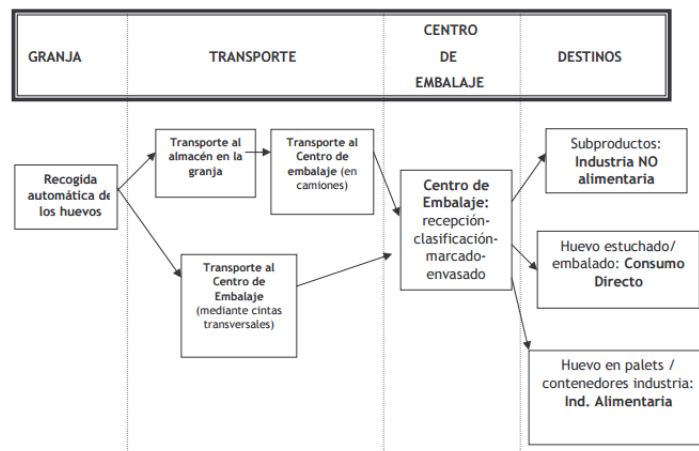 GRANJA
TRANSPORTE
CENTRO
DE
EMBALAJE
DESTINOS
Recogida
automática de
los huevos
Transporte al
almacén en la
granja
Transporte al
Centro de
embalaje (en
camiones)
Transporte al
Centro de
Embalaje
(mediante cintas
transversales)
Centro de
Embalaje:
recepción-
clasificación-
marcado-
envasado
Subproductos:
Industria NO
alimentaria
Huevo estuchado/
embalado: Consumo
Directo
Huevo en palets /
contenedores industria:
Ind. Alimentaria